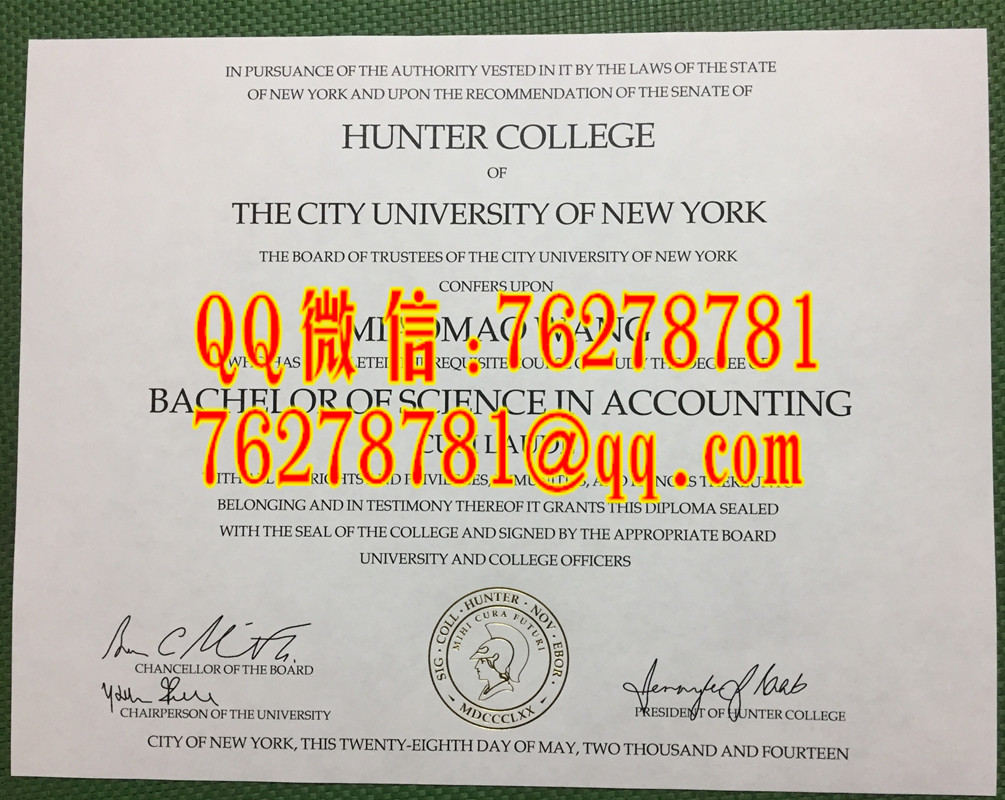 IN PURSUANCE OF THE AUTHORITY VESTED IN IT BY THE LAWS OF THE STATE
OF NEW YORK AND UPON THE RECOMMENDATION OF THE SENATE OF
HUNTER COLLEGE
OF
THE CITY UNIVERSITY OF NEW YORK
THE BOARD OF TRUSTEES OF THE CITY UNIVERSITY OF NEW YORK
CONFERS UPON
QQ微信:76278781
WANG
THE DEGREE
BACHELOR OF SCIENCE IN ACCOUNTING
76278781@qq.com
BELONGING AND IN TESTIMONY THEREOF IT GRANTS THIS DIPLOMA SEALED
WITH THE SEAL OF THE COLLEGE AND SIGNED BY THE APPROPRIATE BOARD
UNIVERSITY AND COLLEGE OFFICERS
SIG · COLL · HUNTER · NOV · EBOR ·
MIHI CURA FUTURI
MDCCCLXX
CHANCELLOR OF THE BOARD
CHAIRPERSON OF THE UNIVERSITY
PRESIDENT OF HUNTER COLLEGE
CITY OF NEW YORK, THIS TWENTY-EIGHTH DAY OF MAY, TWO THOUSAND AND FOURTEEN